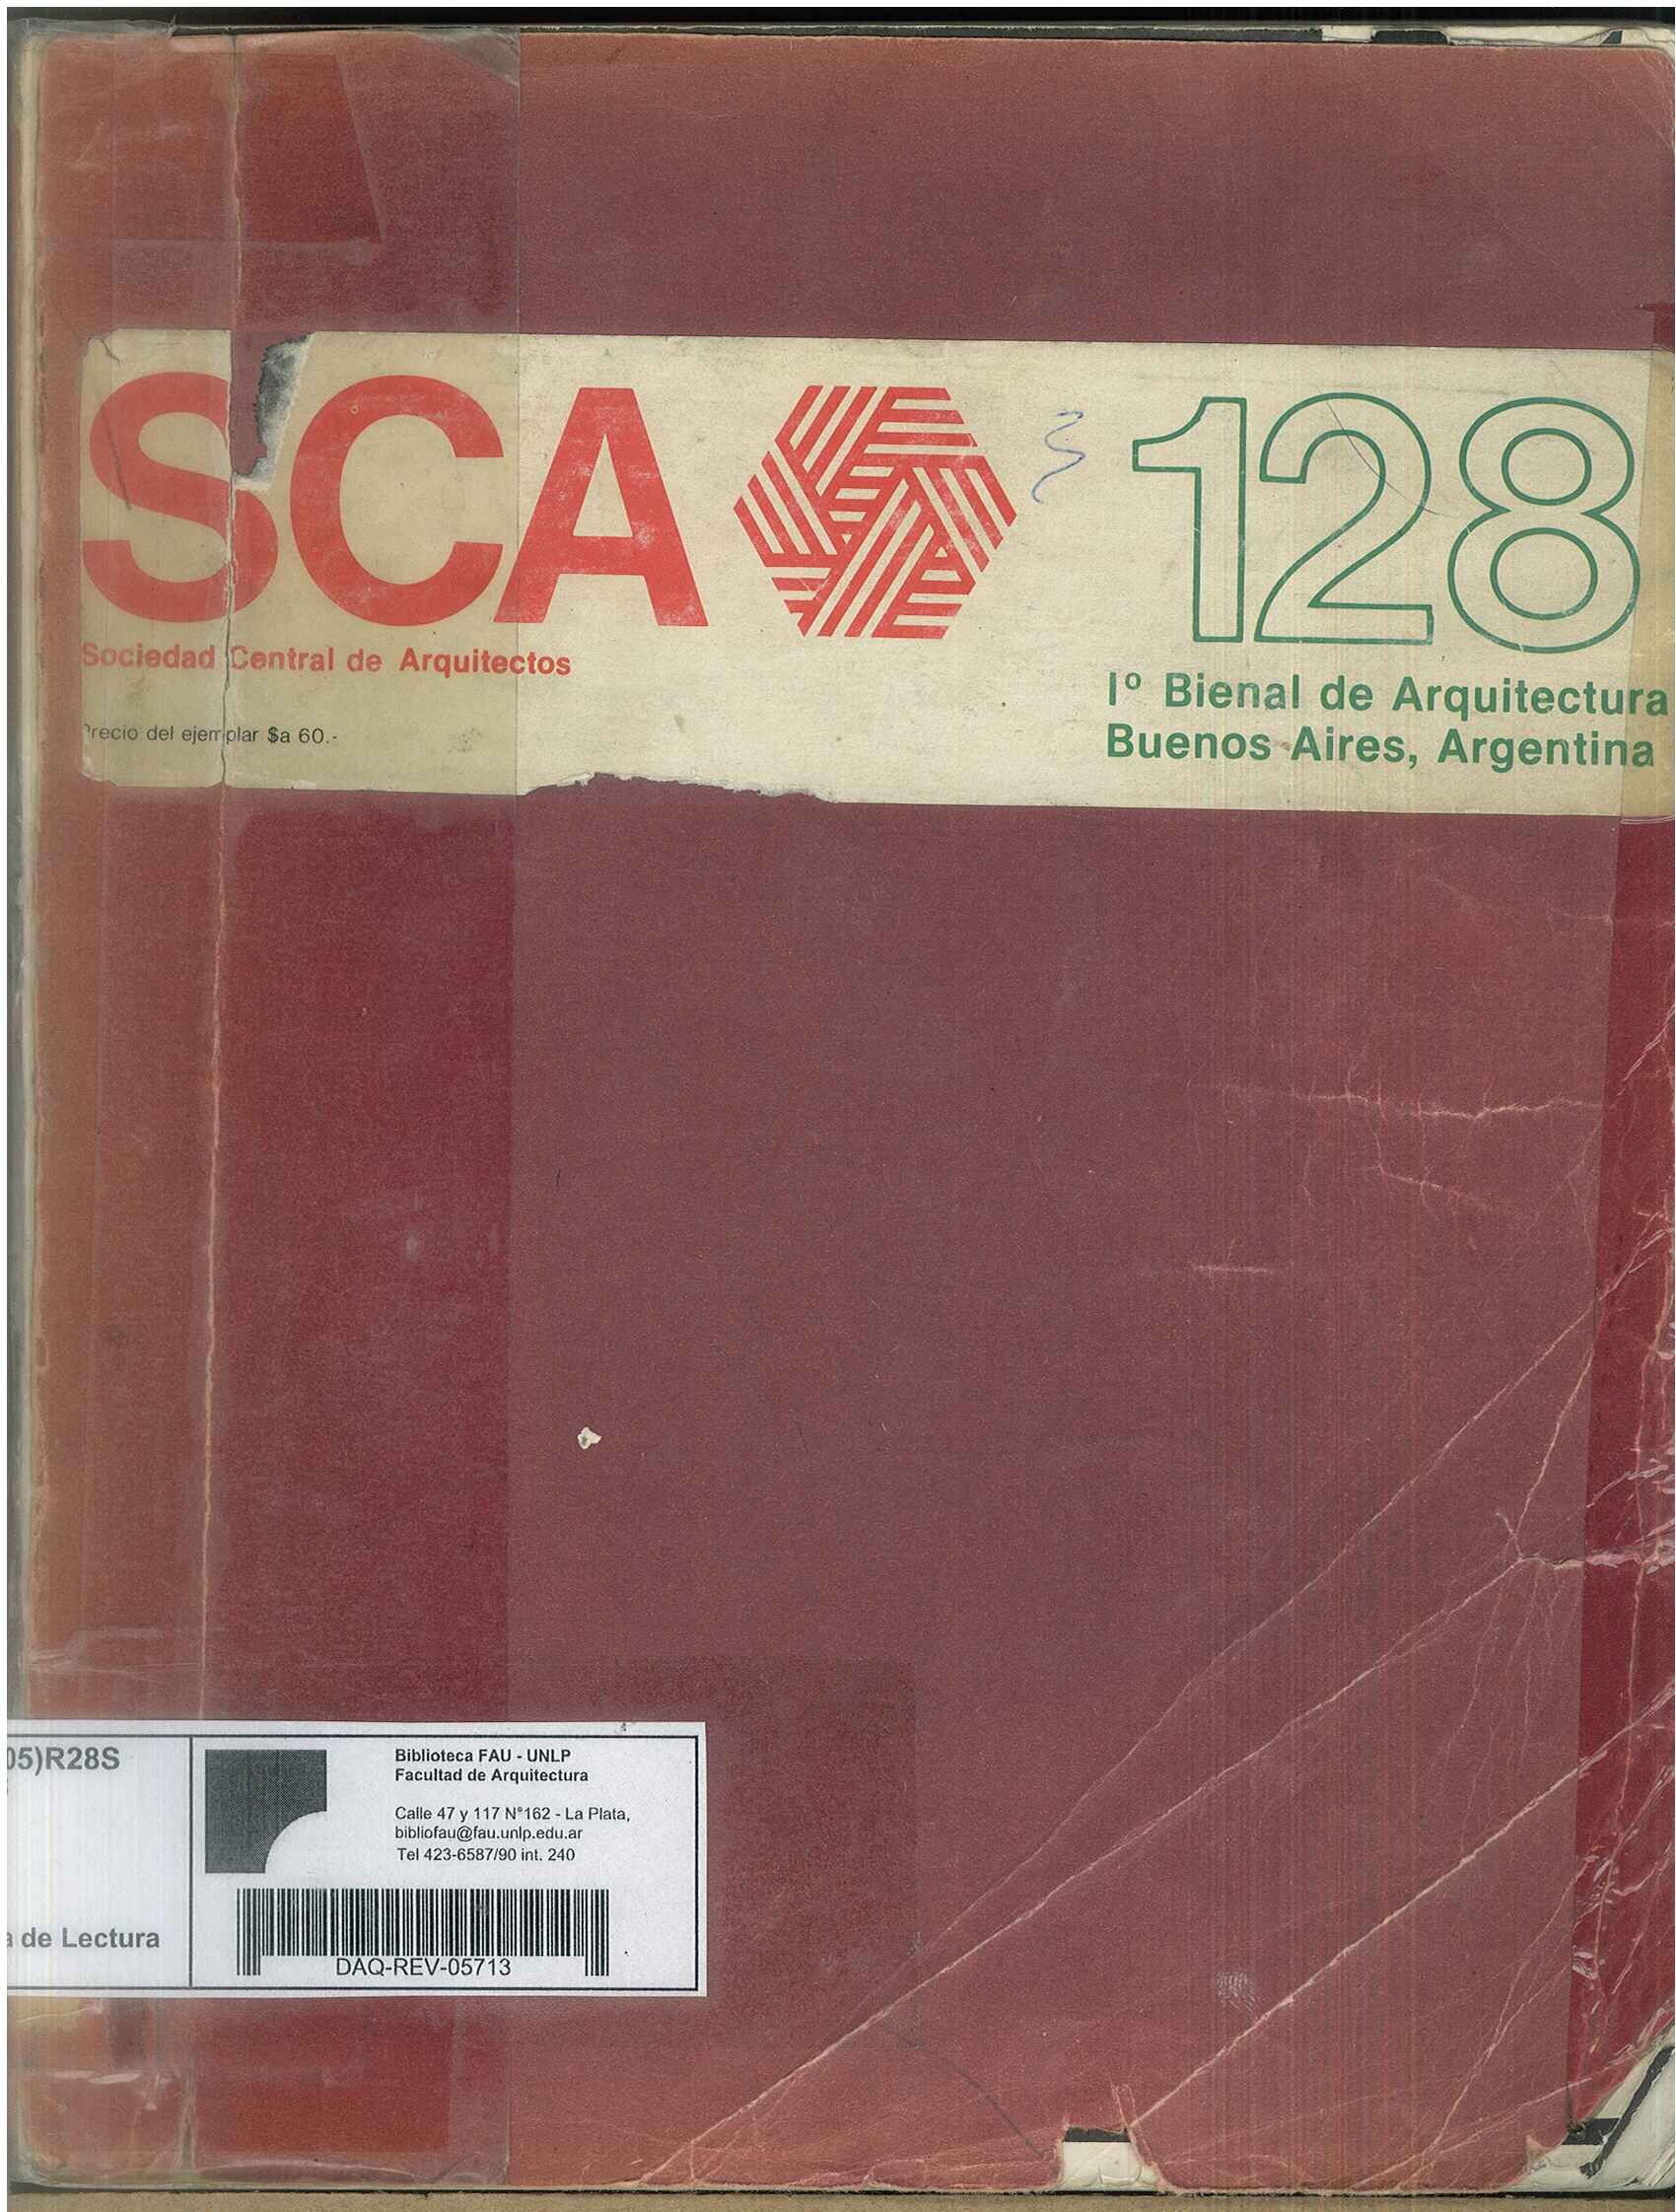 SCA
128
Sociedad Central de Arquitectos
Precio del ejemplar $a 60.-
Iº Bienal de Arquitectura
Buenos Aires, Argentina
05)R28S
de Lectura
Biblioteca FAU - UNLP
Facultad de Arquitectura
Calle 47 y 117 N°162 - La Plata,
bibliofau@fau.unlp.edu.ar
Tel 423-6587/90 int. 240
DAQ-REV-05713